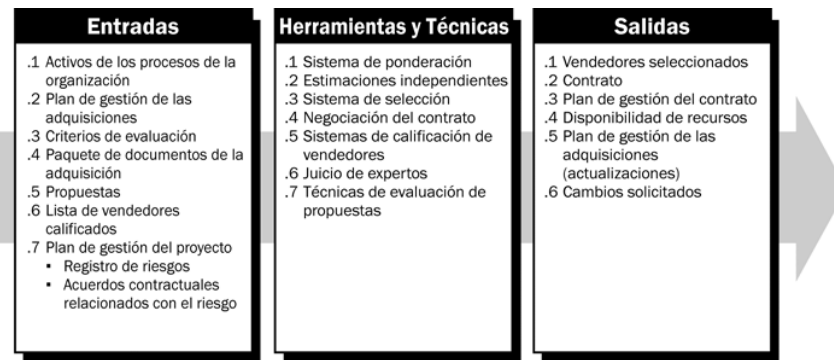 Entradas
.1 Activos de los procesos de la
organización
.2 Plan de gestión de las
adquisiciones
.3 Criterios de evaluación
.4 Paquete de documentos de la
adquisición
.5 Propuestas
.6 Lista de vendedores
calificados
.7 Plan de gestión del proyecto
▪ Registro de riesgos
▪ Acuerdos contractuales
relacionados con el riesgo
Herramientas y Técnicas
.1 Sistema de ponderación
.2 Estimaciones independientes
.3 Sistema de selección
.4 Negociación del contrato
.5 Sistemas de calificación de
vendedores
.6 Juicio de expertos
.7 Técnicas de evaluación de
propuestas
Salidas
.1 Vendedores seleccionados
.2 Contrato
.3 Plan de gestión del contrato
.4 Disponibilidad de recursos
.5 Plan de gestión de las
adquisiciones
(actualizaciones)
.6 Cambios solicitados